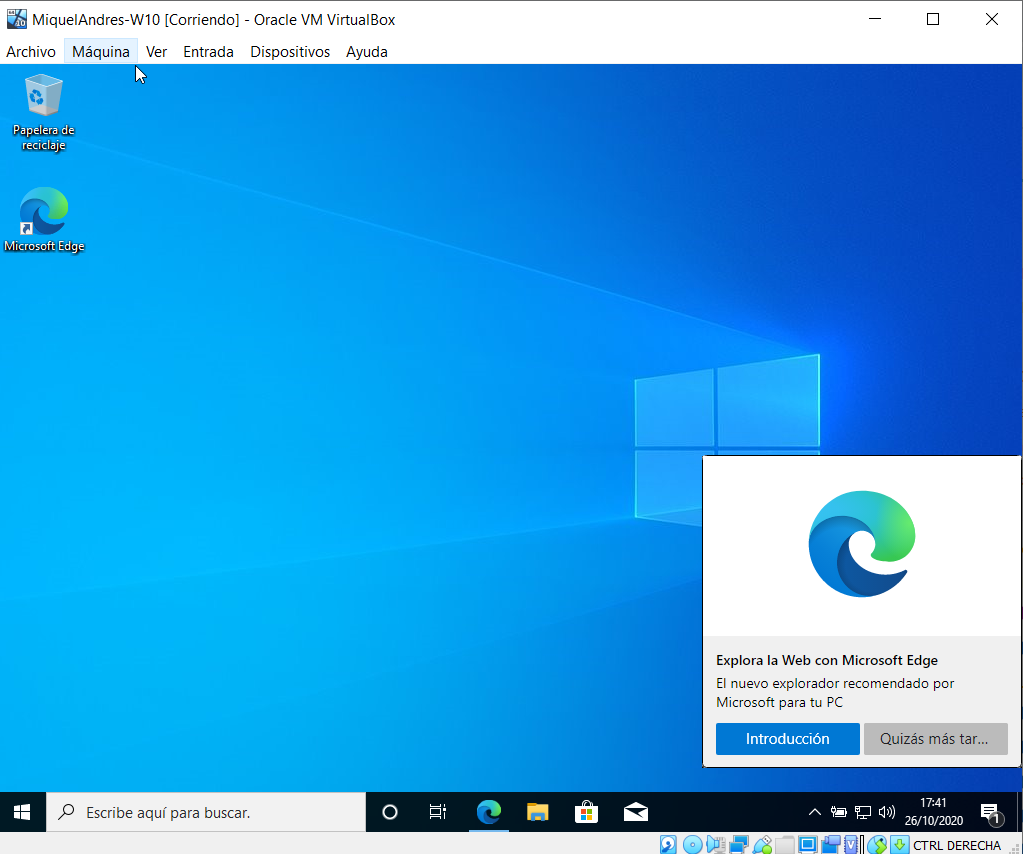 MiquelAndres-W10 [Corriendo] - Oracle VM VirtualBox
Archivo Máquina Ver Entrada Dispositivos Ayuda
Papelera de
reciclaje
Microsoft Edge
Explora la Web con Microsoft Edge
El nuevo explorador recomendado por
Microsoft para tu PC
Introducción Quizás más tar...
Escribe aquí para buscar.
17:41
26/10/2020
1
CTRL DERECHA